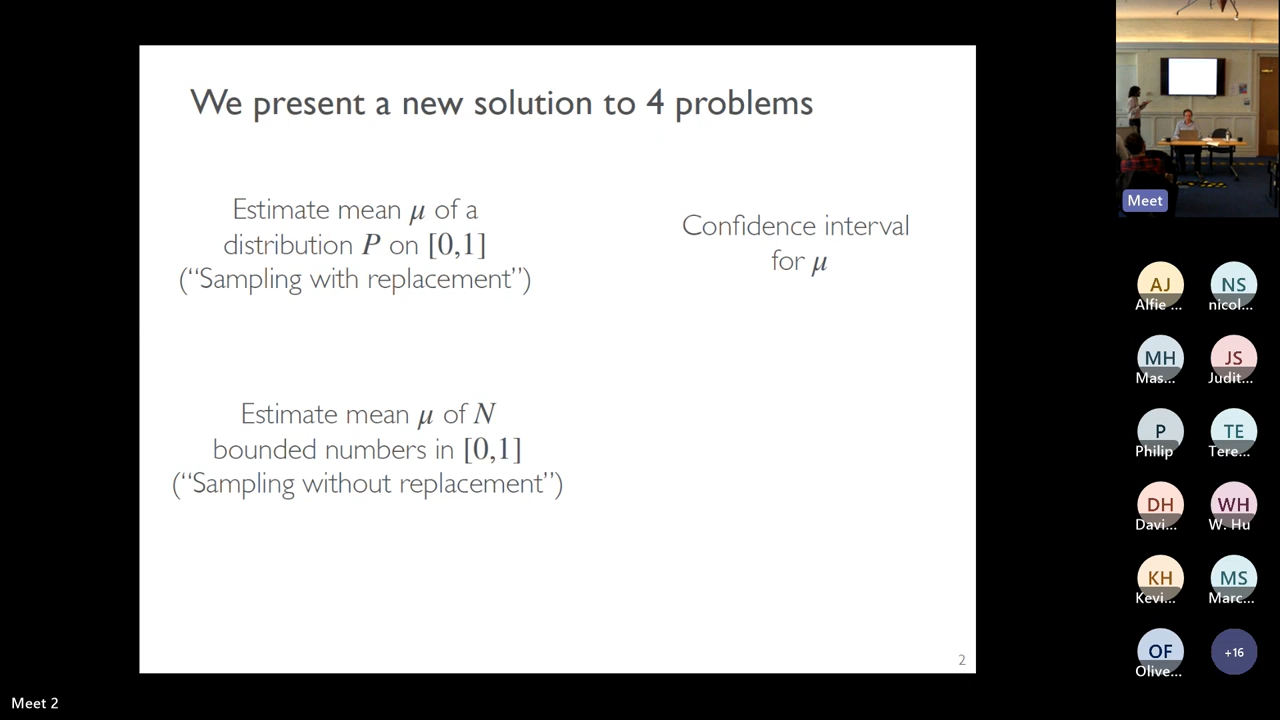 We present a new solution to 4 problems
Estimate mean μ of a
distribution P on [0,1]
(“Sampling with replacement”)
Confidence interval
for μ
Estimate mean μ of N
bounded numbers in [0,1]
(“Sampling without replacement”)
2
Meet 2
Meet
AJ
Alfie ...
NS
nicol...
MH
Mas...
JS
Judit...
P
Philip
TE
Tere...
DH
Davi...
WH
W. Hu
KH
Kevi...
MS
Marc...
OF
Olive...
+16